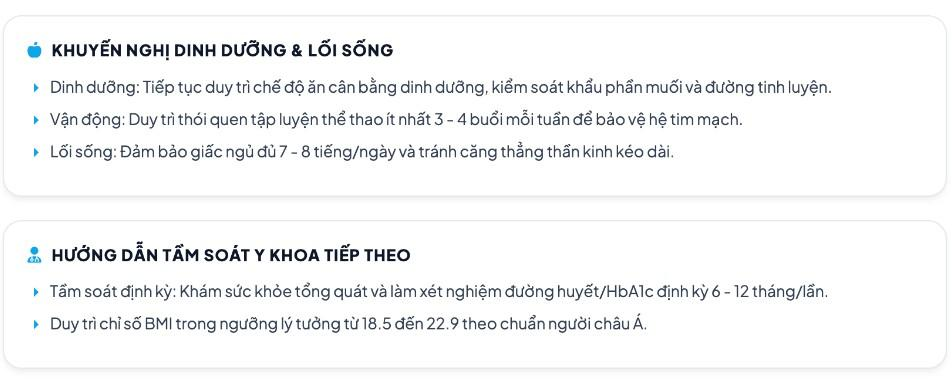 KHUYẾN NGHỊ DINH DƯỠNG & LỐI SỐNG
Dinh dưỡng: Tiếp tục duy trì chế độ ăn cân bằng dinh dưỡng, kiểm soát khẩu phần muối và đường tinh luyện.
Vận động: Duy trì thói quen tập luyện thể thao ít nhất 3 - 4 buổi mỗi tuần để bảo vệ hệ tim mạch.
Lối sống: Đảm bảo giấc ngủ đủ 7 - 8 tiếng/ngày và tránh căng thẳng thần kinh kéo dài.
HƯỚNG DẪN TẦM SOÁT Y KHOA TIẾP THEO
Tầm soát định kỳ: Khám sức khỏe tổng quát và làm xét nghiệm đường huyết/HbA1c định kỳ 6 - 12 tháng/lần.
Duy trì chỉ số BMI trong ngưỡng lý tưởng từ 18.5 đến 22.9 theo chuẩn người châu Á.